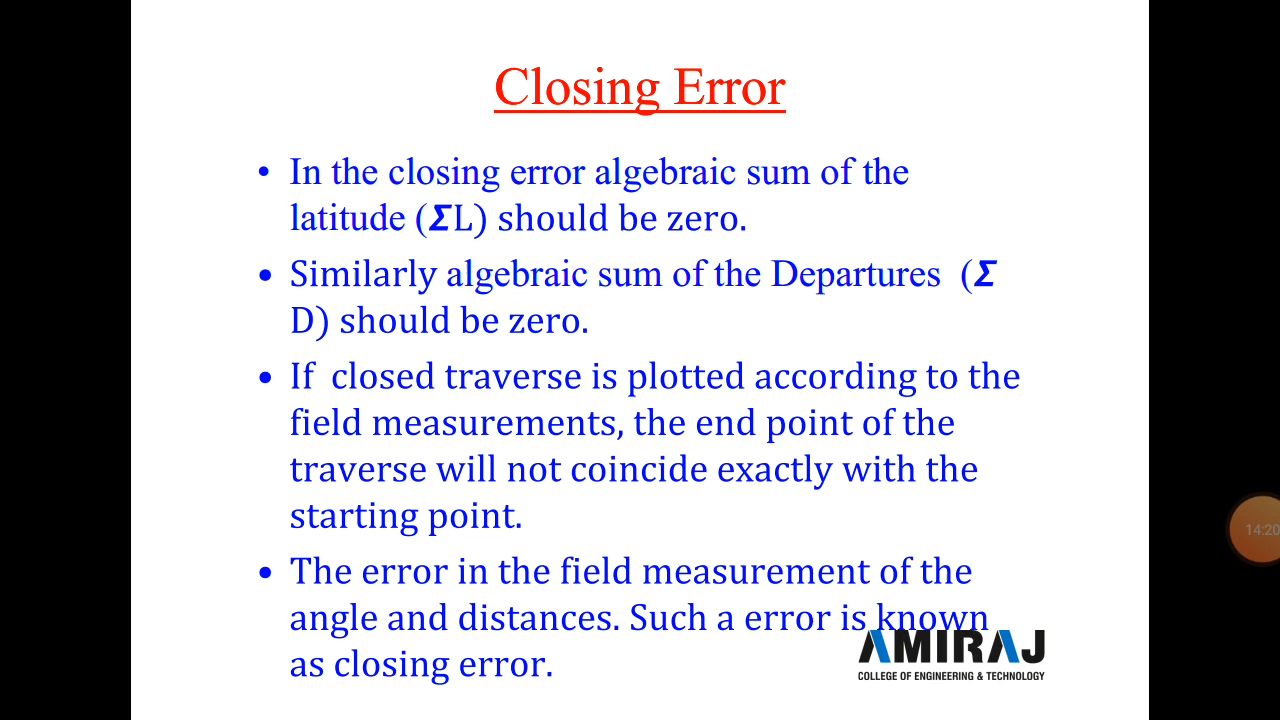 Closing Error
• In the closing error algebraic sum of the
latitude (ΣL) should be zero.
• Similarly algebraic sum of the Departures (Σ
D) should be zero.
• If closed traverse is plotted according to the
field measurements, the end point of the
traverse will not coincide exactly with the
starting point.
• The error in the field measurement of the
angle and distances. Such a error is known
as closing error.
AMIRAJ
COLLEGE OF ENGINEERING & TECHNOLOGY
14:20